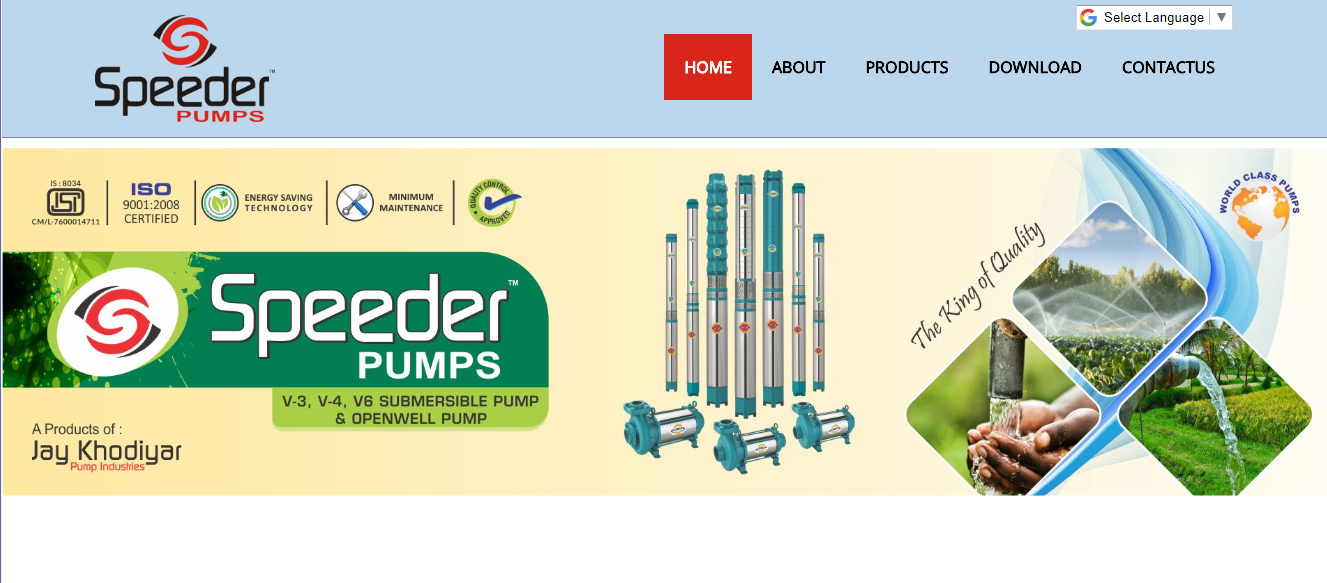 Select Language ▼
Speeder™
PUMPS
HOME ABOUT PRODUCTS DOWNLOAD CONTACTUS
IS : 8034
ISI
CM/L-7600014711
ISO
9001:2008
CERTIFIED
ENERGY SAVING
TECHNOLOGY
MINIMUM
MAINTENANCE
QUALITY CONTROL
APPROVED
Speeder™
PUMPS
V-3, V-4, V6 SUBMERSIBLE PUMP
& OPENWELL PUMP
A Products of :
Jay Khodiyar
Pump Industries
The King of Quality
WORLD CLASS PUMPS